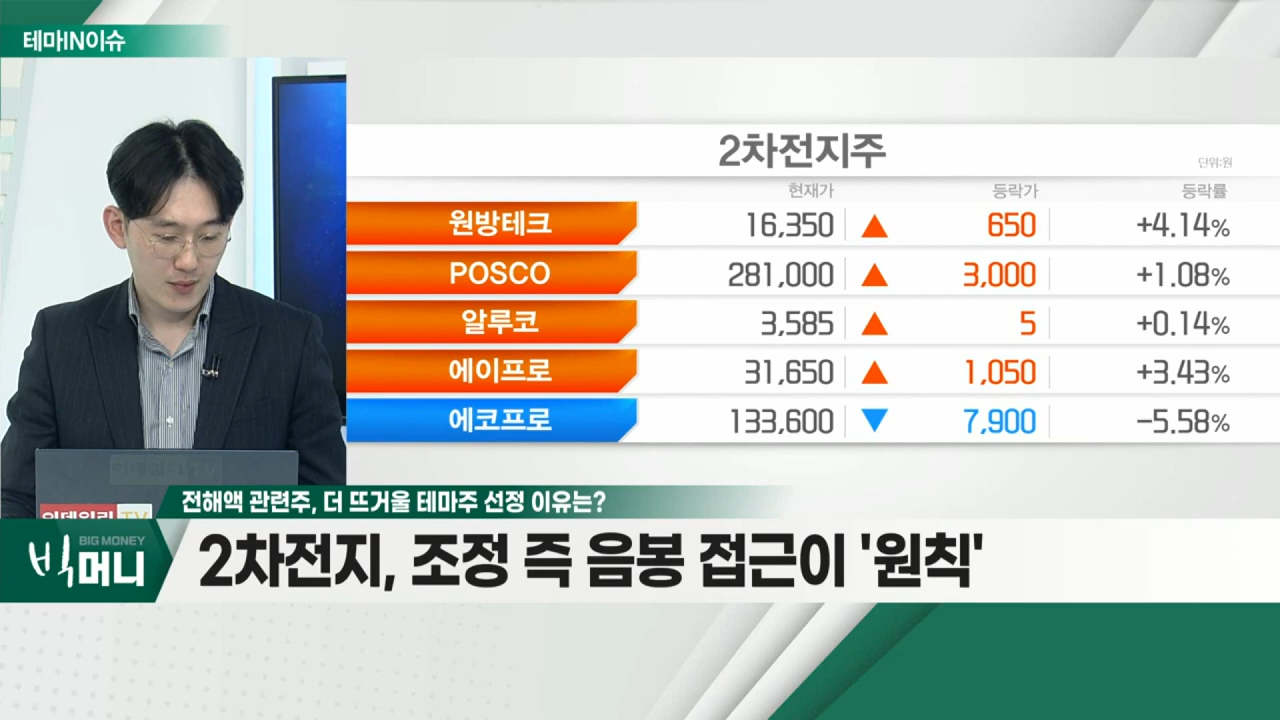 테마IN이슈
2차전지주
단위:원
현재가 등락가 등락률
원방테크 16,350 ▲ 650 +4.14%
POSCO 281,000 ▲ 3,000 +1.08%
알루코 3,585 ▲ 5 +0.14%
에이프로 31,650 ▲ 1,050 +3.43%
에코프로 133,600 ▼ 7,900 -5.58%
전해액 관련주, 더 뜨거울 테마주 선정 이유는?
BIG MONEY
빅머니
2차전지, 조정 즉 음봉 접근이 '원칙'